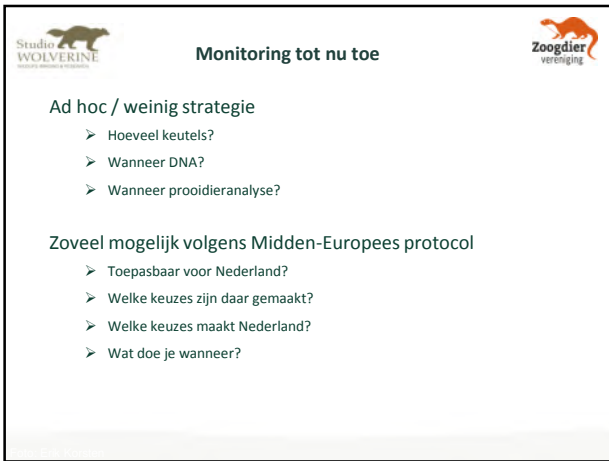 Studio
WOLVERINE
Monitoring tot nu toe
Zoogdier
vereniging
Ad hoc / weinig strategie
➢ Hoeveel keutels?
➢ Wanneer DNA?
➢ Wanneer prooidieranalyse?
Zoveel mogelijk volgens Midden-Europees protocol
➢ Toepasbaar voor Nederland?
➢ Welke keuzes zijn daar gemaakt?
➢ Welke keuzes maakt Nederland?
➢ Wat doe je wanneer?